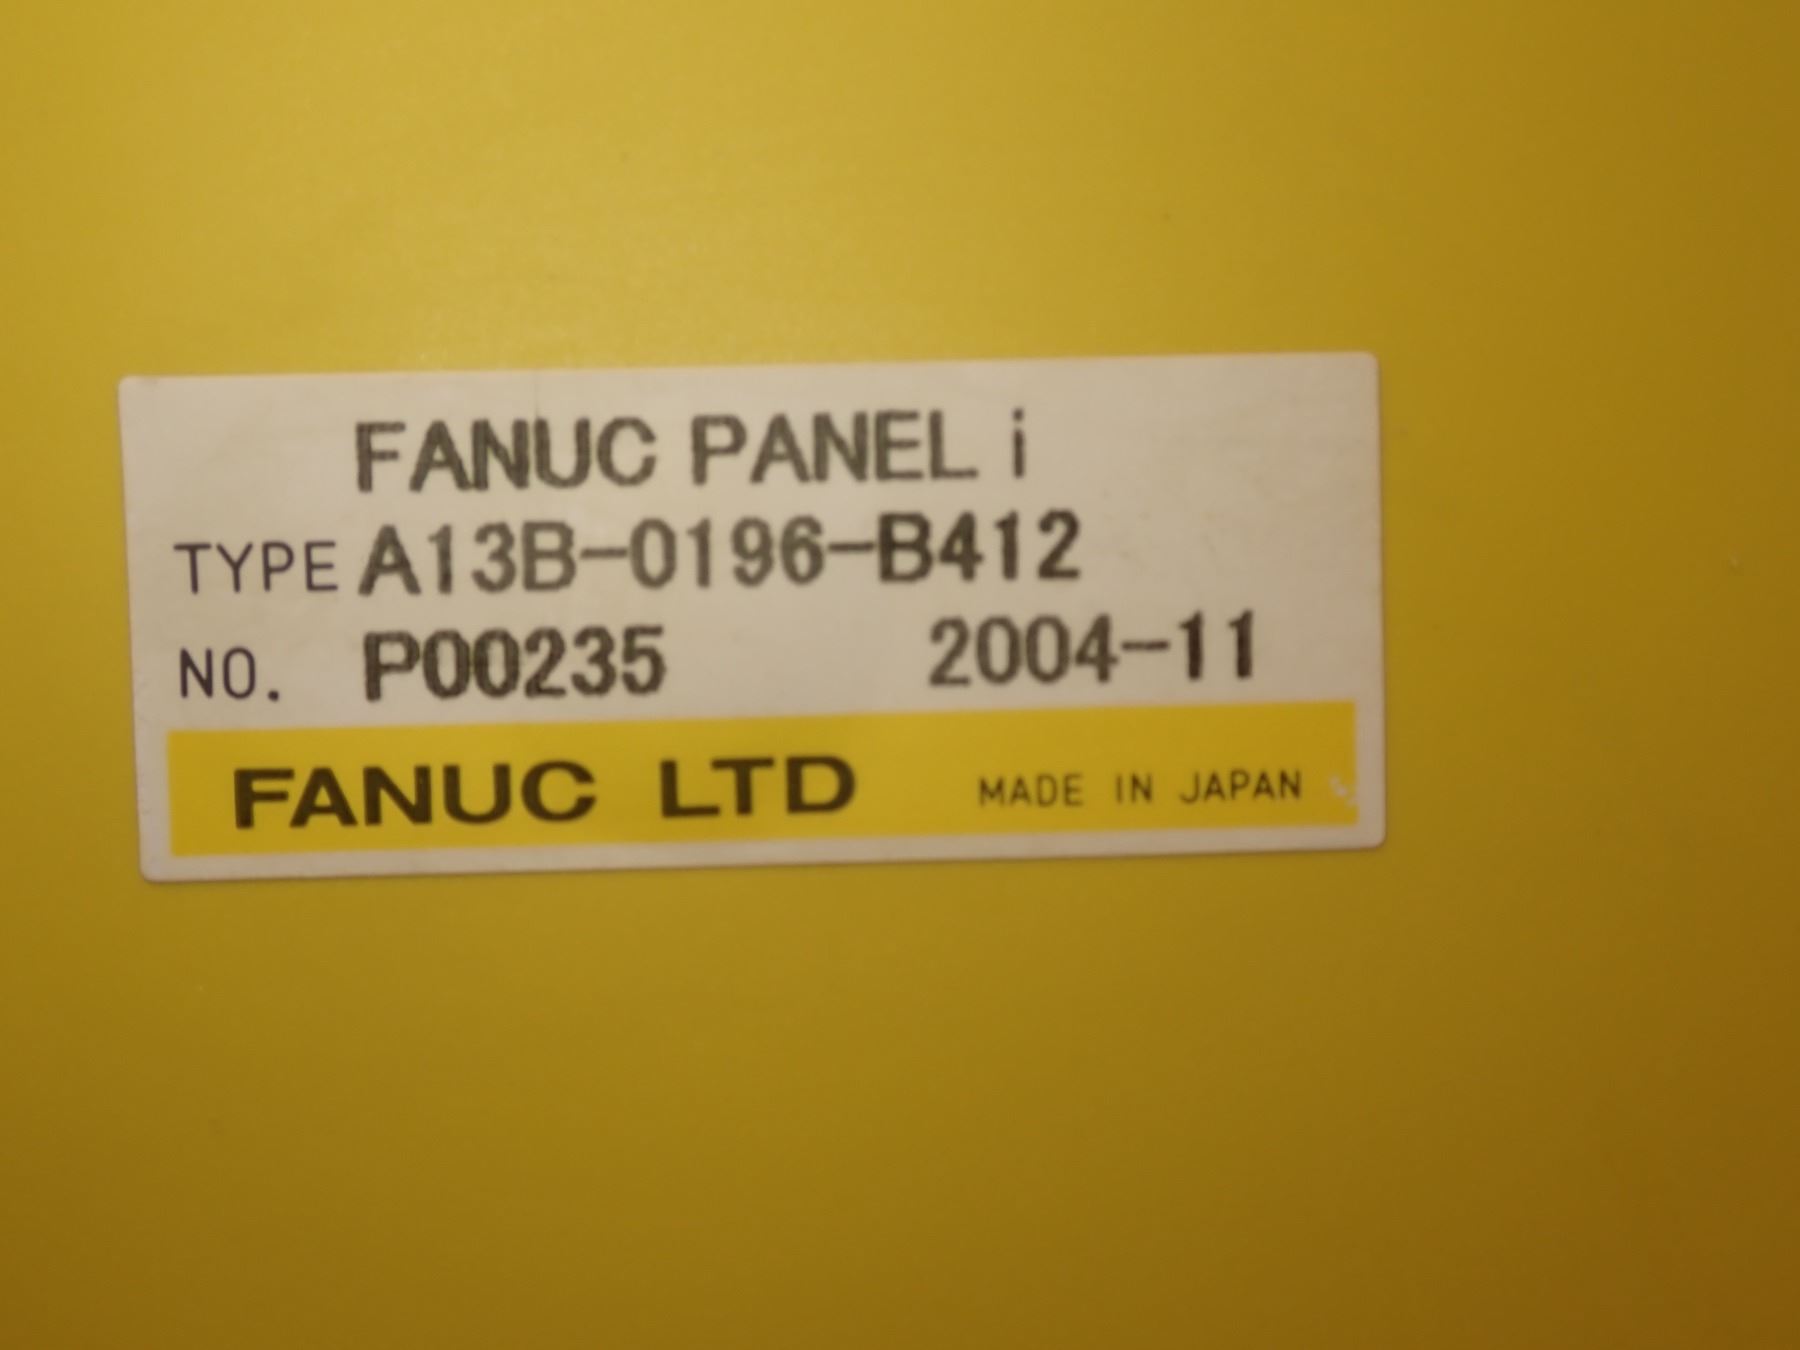 FANUC PANEL i
TYPE A13B-0196-B412
NO. P00235 2004-11
FANUC LTD MADE IN JAPAN